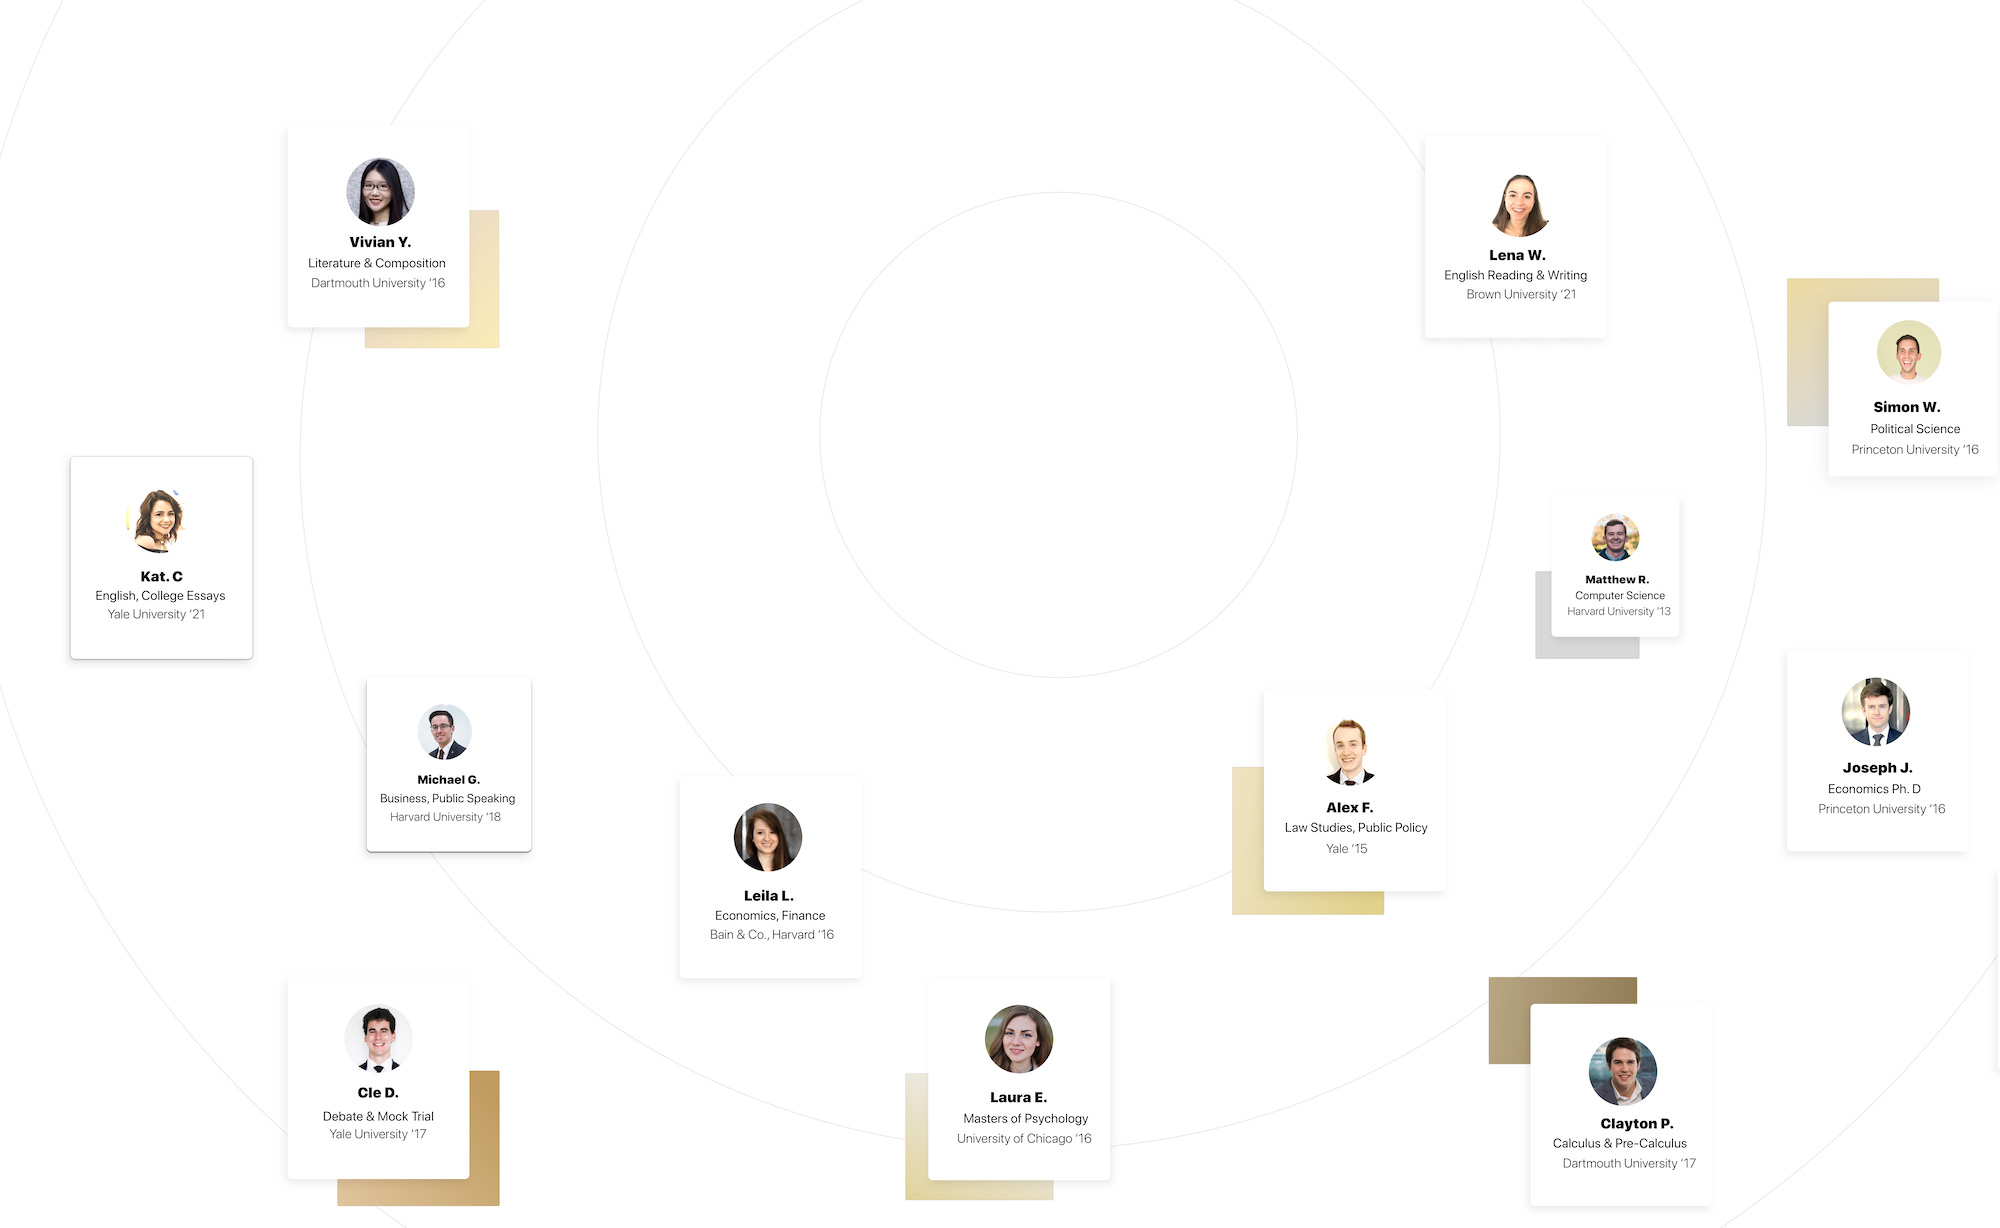 Vivian Y.
Literature & Composition
Dartmouth University ‘16
Lena W.
English Reading & Writing
Brown University ‘21
Simon W.
Political Science
Princeton University ‘16
Kat. C
English, College Essays
Yale University ‘21
Matthew R.
Computer Science
Harvard University ‘13
Michael G.
Business, Public Speaking
Harvard University ‘18
Joseph J.
Economics Ph. D
Princeton University ‘16
Alex F.
Law Studies, Public Policy
Yale ‘15
Leila L.
Economics, Finance
Bain & Co., Harvard ‘16
Cle D.
Debate & Mock Trial
Yale University ‘17
Laura E.
Masters of Psychology
University of Chicago ‘16
Clayton P.
Calculus & Pre-Calculus
Dartmouth University ‘17